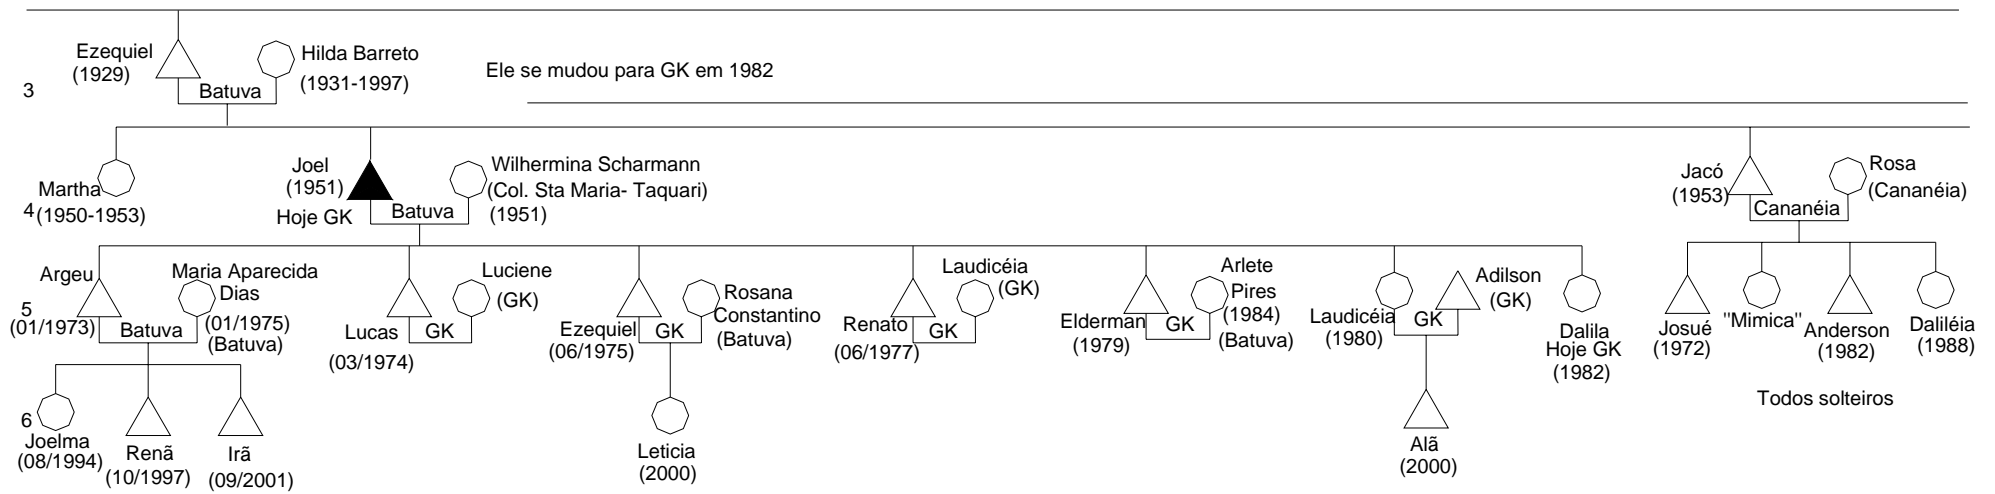 Ezequiel
(1929)
Hilda Barreto
(1931-1997)
Batuva
Ele se mudou para GK em 1982
3
Martha
(1950-1953)
4
Joel
(1951)
Hoje GK
Batuva
Wilhermina Scharmann
(Col. Sta Maria- Taquari)
(1951)
Jacó
(1953)
Cananéia
Rosa
(Cananéia)
5
Argeu
(01/1973)
Batuva
Maria Aparecida
Dias
(01/1975)
(Batuva)
Lucas
(03/1974)
GK
Luciene
(GK)
Ezequiel
(06/1975)
GK
Rosana
Constantino
(Batuva)
Renato
(06/1977)
GK
Laudicéia
(GK)
Elderman
(1979)
GK
Arlete
Pires
(1984)
(Batuva)
Laudicéia
(1980)
GK
Adilson
(GK)
Dalila
Hoje GK
(1982)
Josué
(1972)
"Mimica"
Anderson
(1982)
Daliléia
(1988)
Todos solteiros
6
Joelma
(08/1994)
Renã
(10/1997)
Irã
(09/2001)
Leticia
(2000)
Alã
(2000)